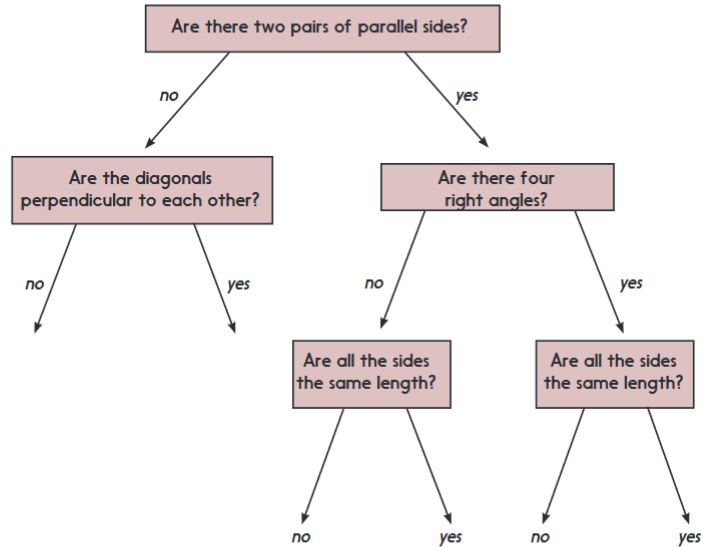 Are there two pairs of parallel sides?
no
yes
Are the diagonals
perpendicular to each other?
Are there four
right angles?
no
yes
no
yes
Are all the sides
the same length?
Are all the sides
the same length?
no
yes
no
yes